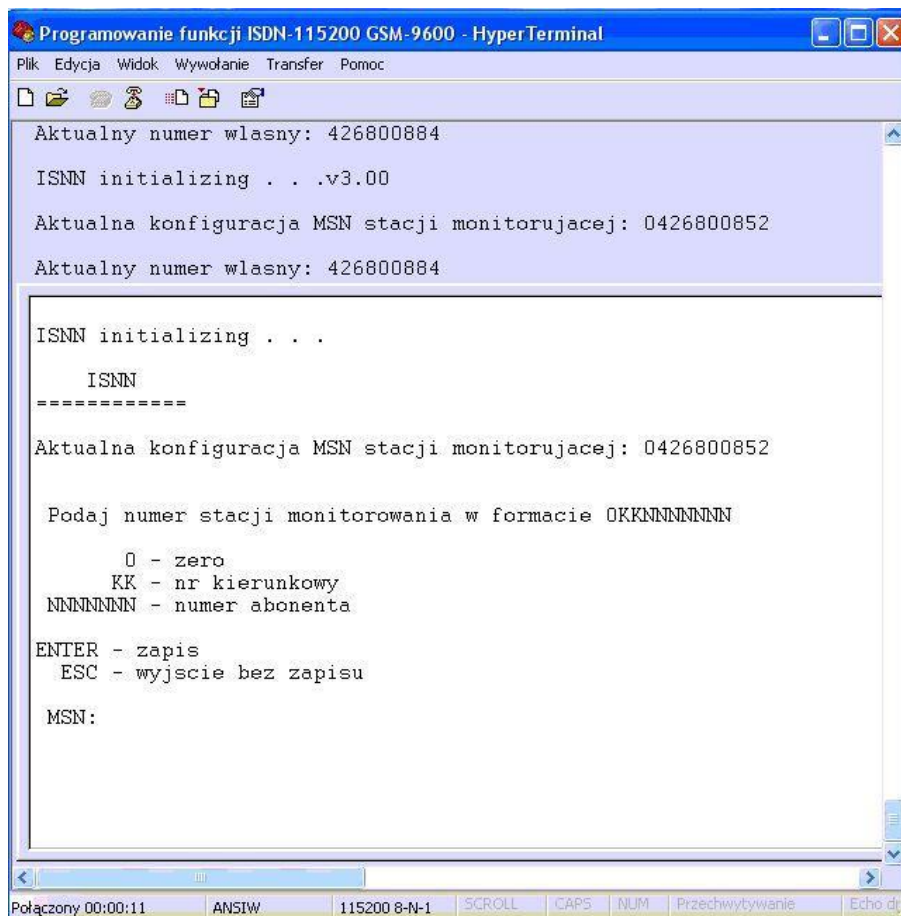 Programowanie funkcji ISDN-115200 GSM-9600 - HyperTerminal
Plik Edycja Widok Wywołanie Transfer Pomoc
Aktualny numer wlasny: 426800884
ISNN initializing . . .v3.00
Aktualna konfiguracja MSN stacji monitorujacej: 0426800852
Aktualny numer wlasny: 426800884
ISNN initializing . . .
ISNN
============
Aktualna konfiguracja MSN stacji monitorujacej: 0426800852
Podaj numer stacji monitorowania w formacie 0KKNNNNNNN
0 - zero
KK - nr kierunkowy
NNNNNNN - numer abonenta
ENTER - zapis
ESC - wyjscie bez zapisu
MSN:
Połączony 00:00:11 ANSIW 115200 8-N-1 SCROLL CAPS NUM Przechwytywanie Echo dr